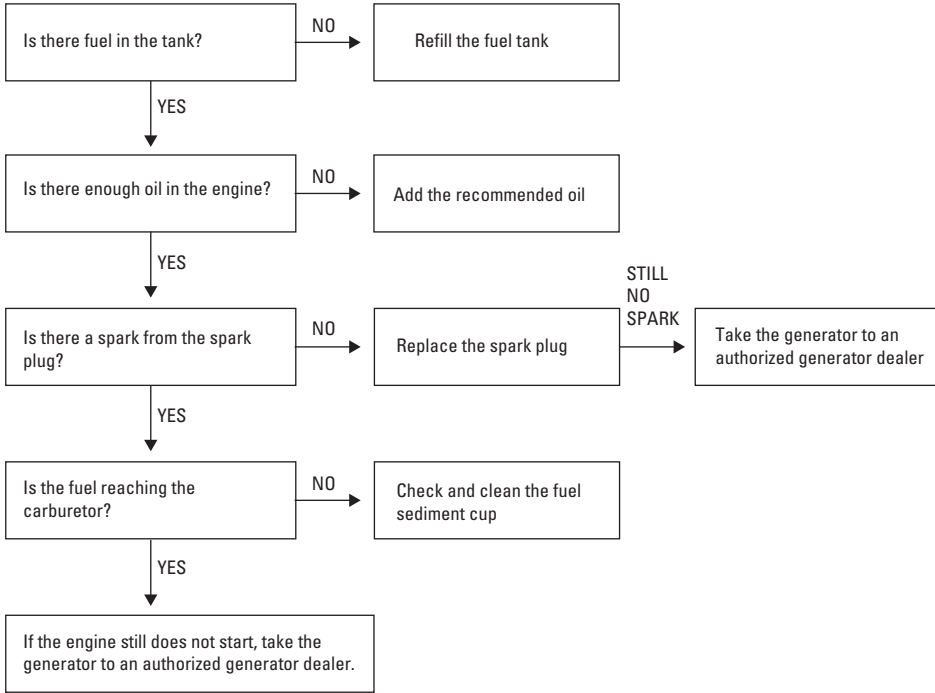 Is there fuel in the tank?
NO
Refill the fuel tank
YES
Is there enough oil in the engine?
NO
Add the recommended oil
YES
Is there a spark from the spark
plug?
NO
Replace the spark plug
STILL
NO
SPARK
Take the generator to an
authorized generator dealer
YES
Is the fuel reaching the
carburetor?
NO
Check and clean the fuel
sediment cup
YES
If the engine still does not start, take the
generator to an authorized generator dealer.